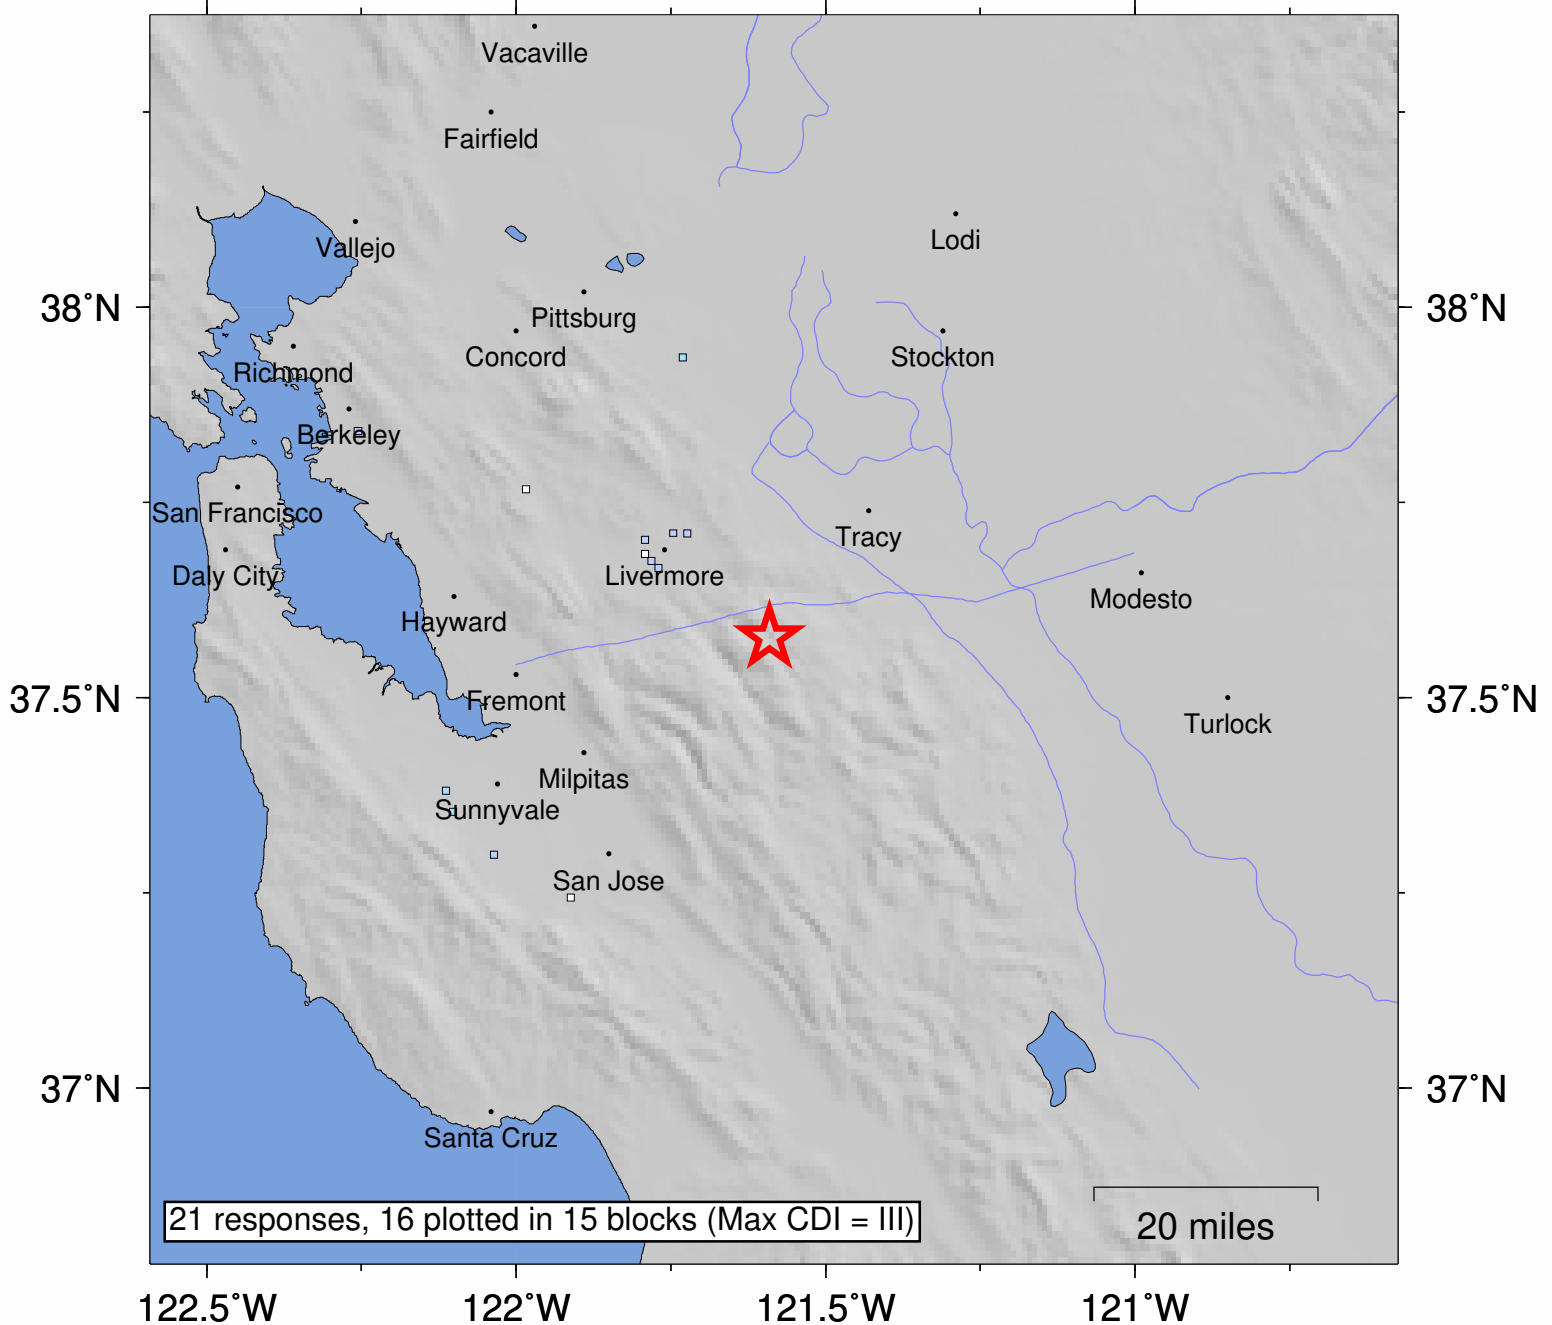 Vacaville
Fairfield
Vallejo
Lodi
38˚N
38˚N
Pittsburg
Concord
Stockton
Richmond
Berkeley
San Francisco
Tracy
Daly City
Livermore
Modesto
Hayward
37.5˚N
Fremont
37.5˚N
Turlock
Milpitas
Sunnyvale
San Jose
37˚N
37˚N
Santa Cruz
21 responses, 16 plotted in 15 blocks (Max CDI = III)
20 miles
122.5˚W
122˚W
121.5˚W
121˚W